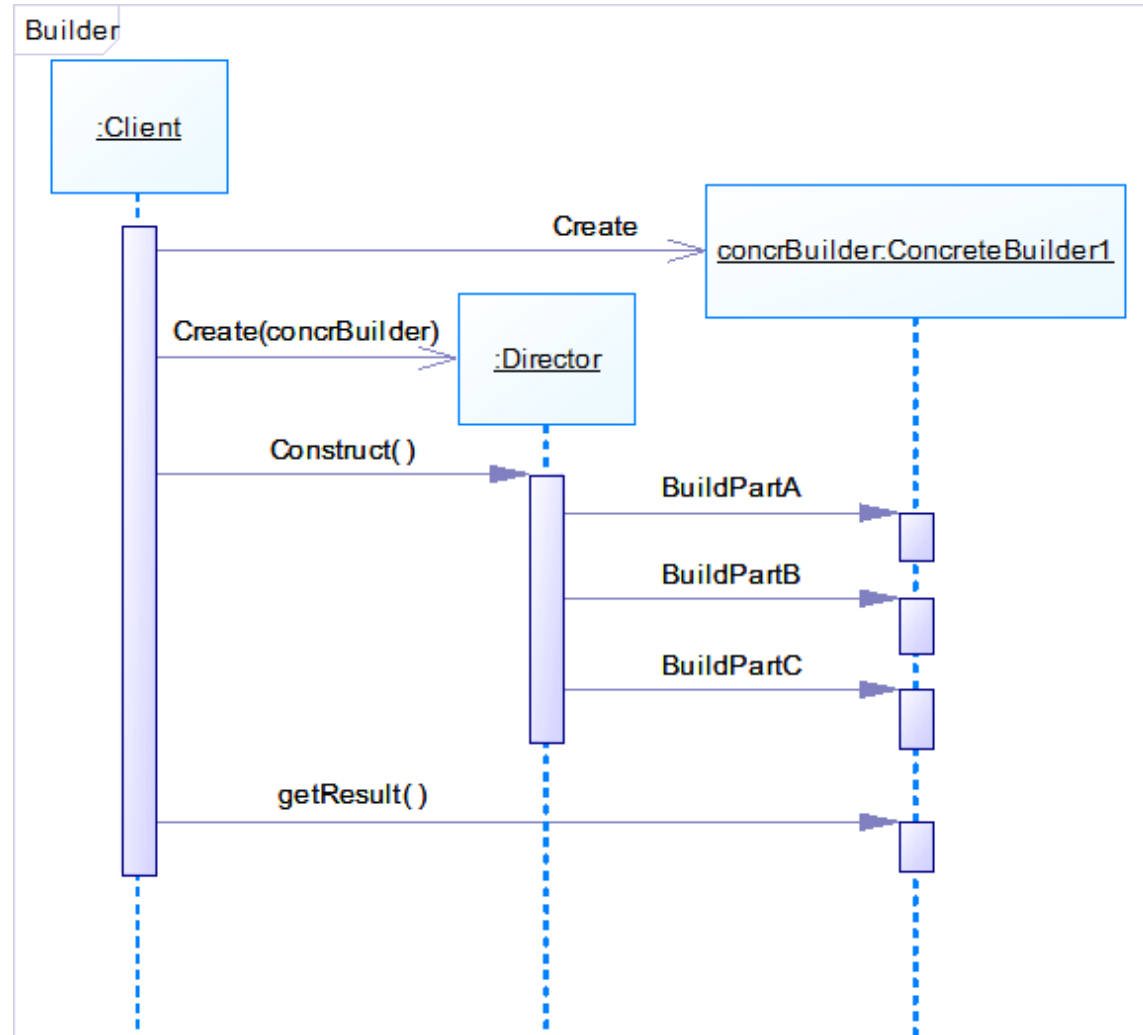 Builder
:Client
Create
concrBuilder:ConcreteBuilder1
Create(concrBuilder)
:Director
Construct( )
BuildPartA
BuildPartB
BuildPartC
getResult( )